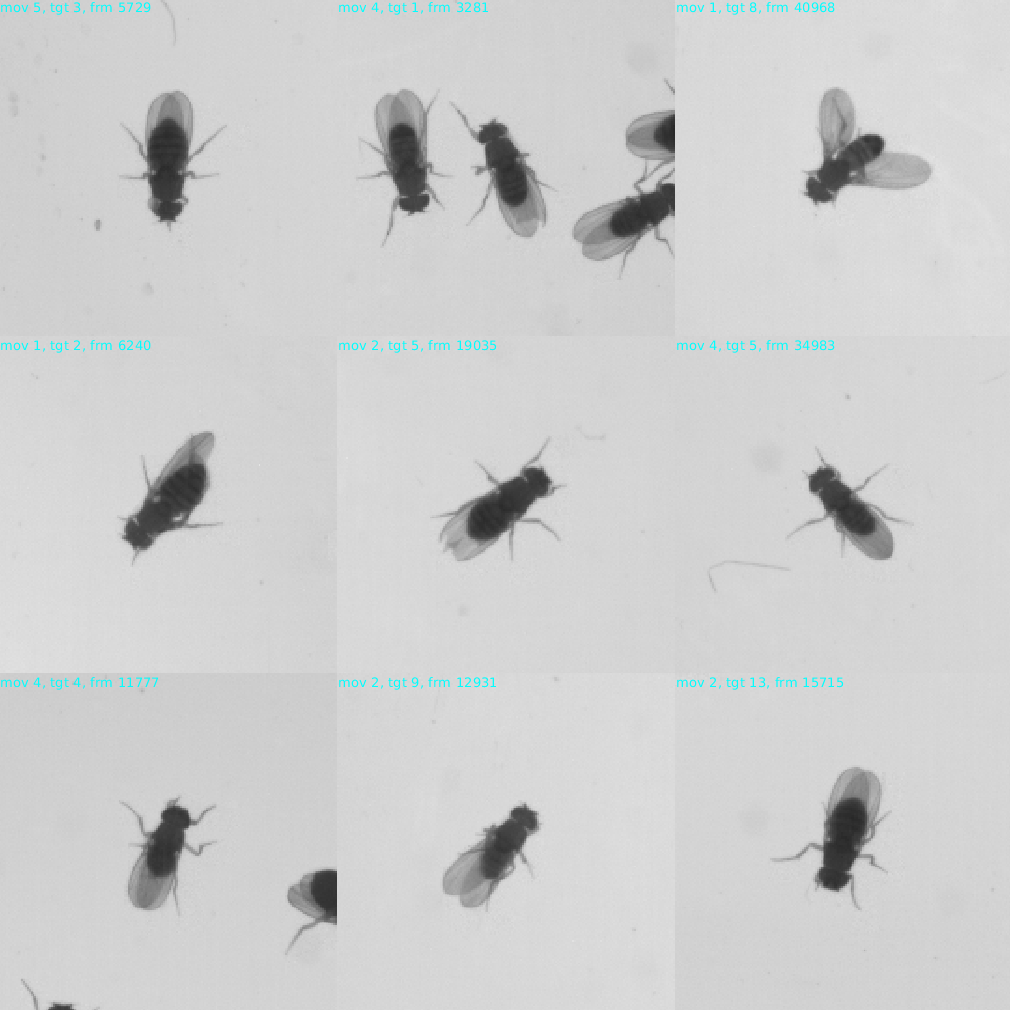 mov 5, tgt 3, frm 5729
mov 4, tgt 1, frm 3281
mov 1, tgt 8, frm 40968
mov 1, tgt 2, frm 6240
mov 2, tgt 5, frm 19035
mov 4, tgt 5, frm 34983
mov 4, tgt 4, frm 11777
mov 2, tgt 9, frm 12931
mov 2, tgt 13, frm 15715